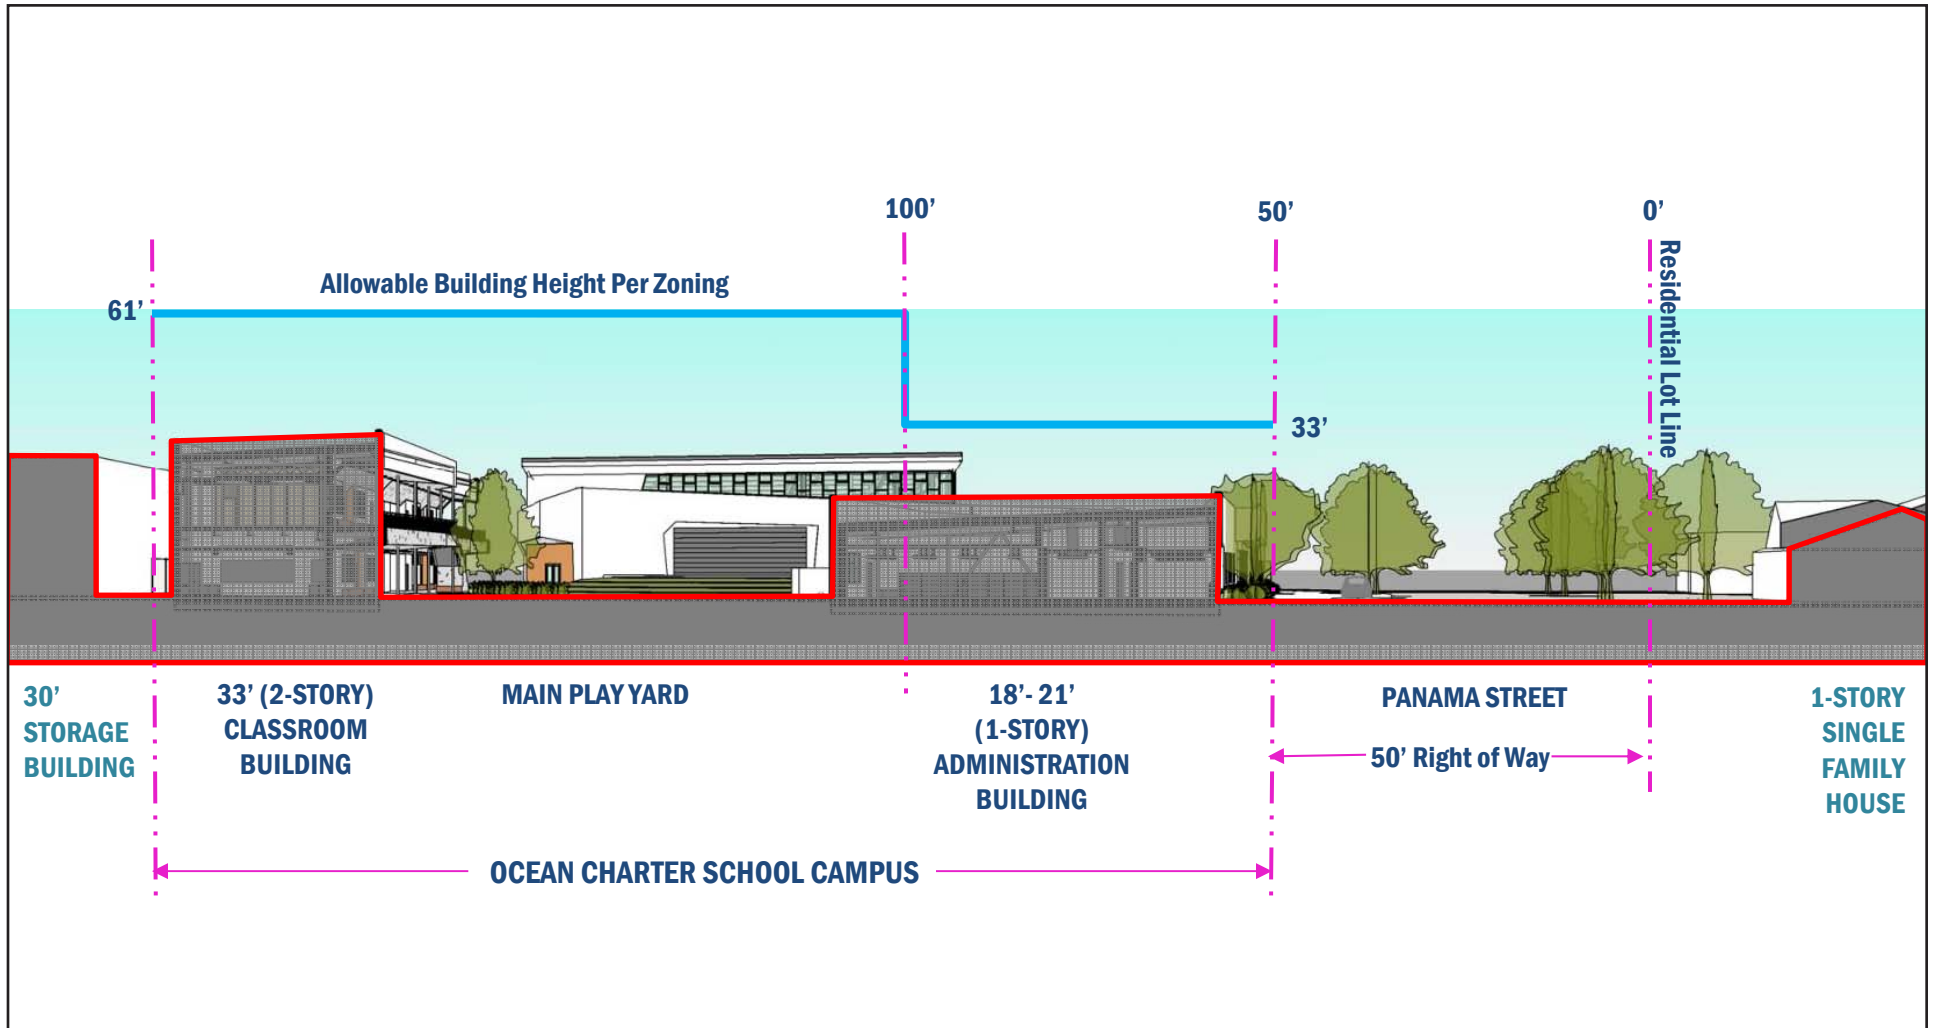 100’
50’
0’
Residential Lot Line
Allowable Building Height Per Zoning
61’
33’
30’
STORAGE
BUILDING
33’ (2-STORY)
CLASSROOM
BUILDING
MAIN PLAY YARD
18’- 21’
(1-STORY)
ADMINISTRATION
BUILDING
PANAMA STREET
50’ Right of Way
1-STORY
SINGLE
FAMILY
HOUSE
OCEAN CHARTER SCHOOL CAMPUS